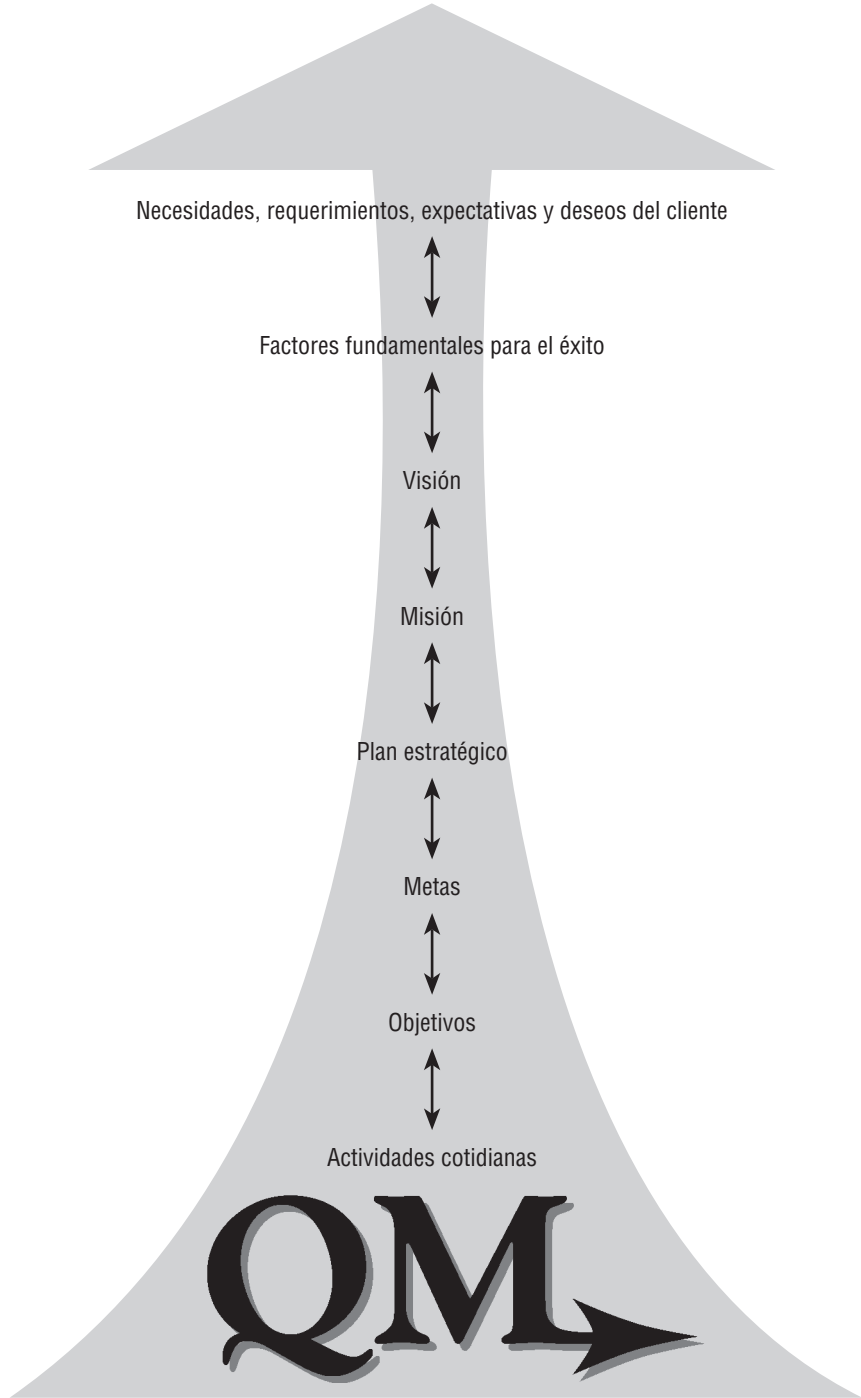 Necesidades, requerimientos, expectativas y deseos del cliente
Factores fundamentales para el éxito
Visión
Misión
Plan estratégico
Metas
Objetivos
Actividades cotidianas
QM